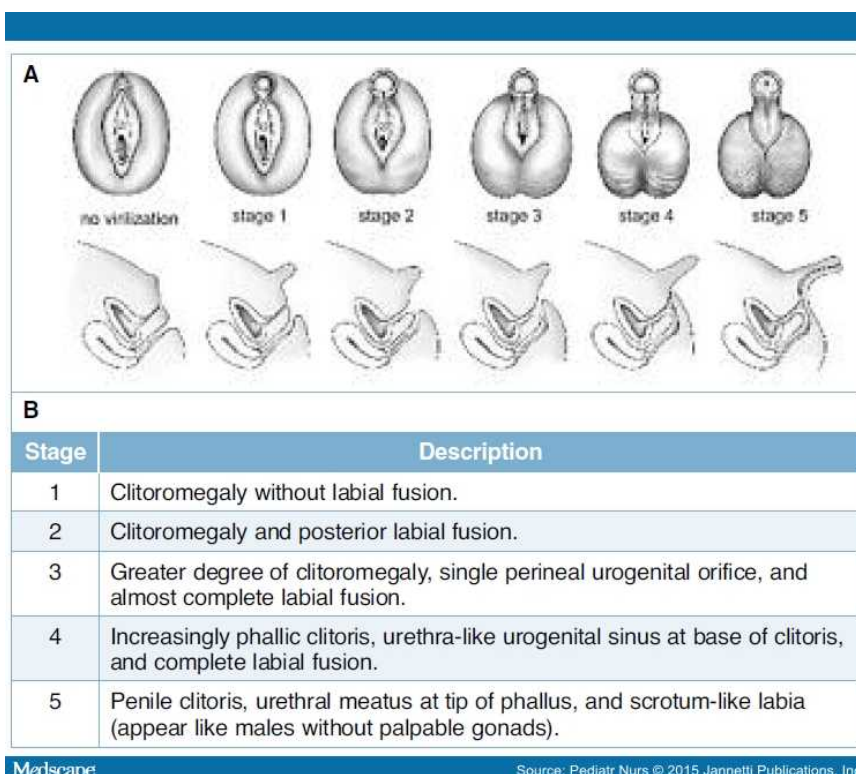 A
no virilization stage 1 stage 2 stage 3 stage 4 stage 5
B
Stage Description
1 Clitoromegaly without labial fusion.
2 Clitoromegaly and posterior labial fusion.
3 Greater degree of clitoromegaly, single perineal urogenital orifice, and
almost complete labial fusion.
4 Increasingly phallic clitoris, urethra-like urogenital sinus at base of clitoris,
and complete labial fusion.
5 Penile clitoris, urethral meatus at tip of phallus, and scrotum-like labia
(appear like males without palpable gonads).
Medscape Source: Pediatr Nurs © 2015 Jannetti Publications, Inc